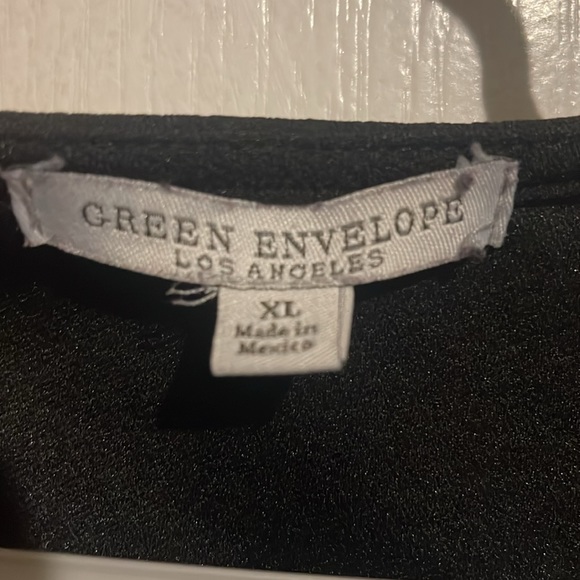 GREEN ENVELOPE
LOS ANGELES
XL
Made in
Mexico